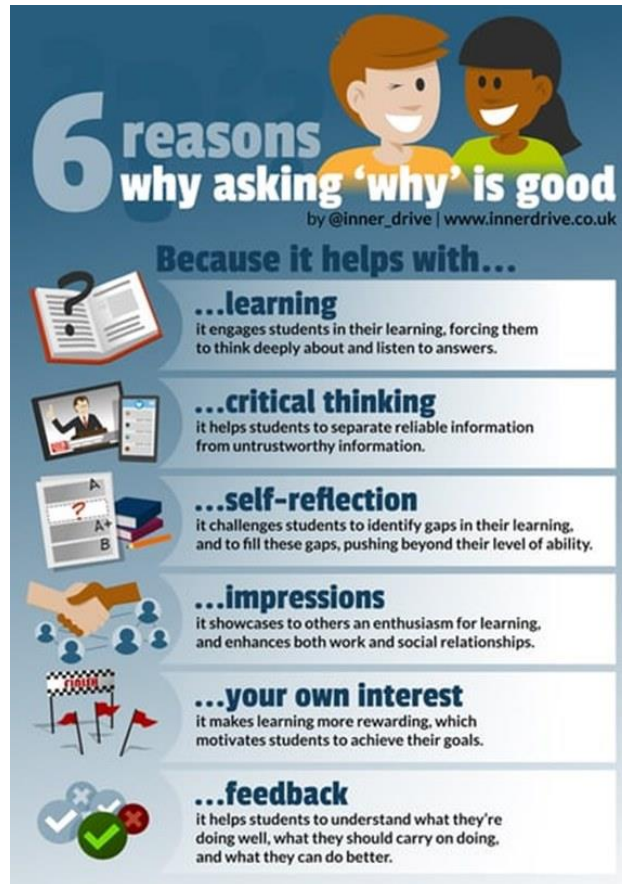 6 reasons
why asking ‘why’ is good
by @inner_drive | www.innerdrive.co.uk
Because it helps with...
...learning
it engages students in their learning, forcing them
to think deeply about and listen to answers.
...critical thinking
it helps students to separate reliable information
from untrustworthy information.
A
?
A+
B
...self-reflection
it challenges students to identify gaps in their learning,
and to fill these gaps, pushing beyond their level of ability.
...impressions
it showcases to others an enthusiasm for learning,
and enhances both work and social relationships.
FINISH
...your own interest
it makes learning more rewarding, which
motivates students to achieve their goals.
...feedback
it helps students to understand what they’re
doing well, what they should carry on doing,
and what they can do better.